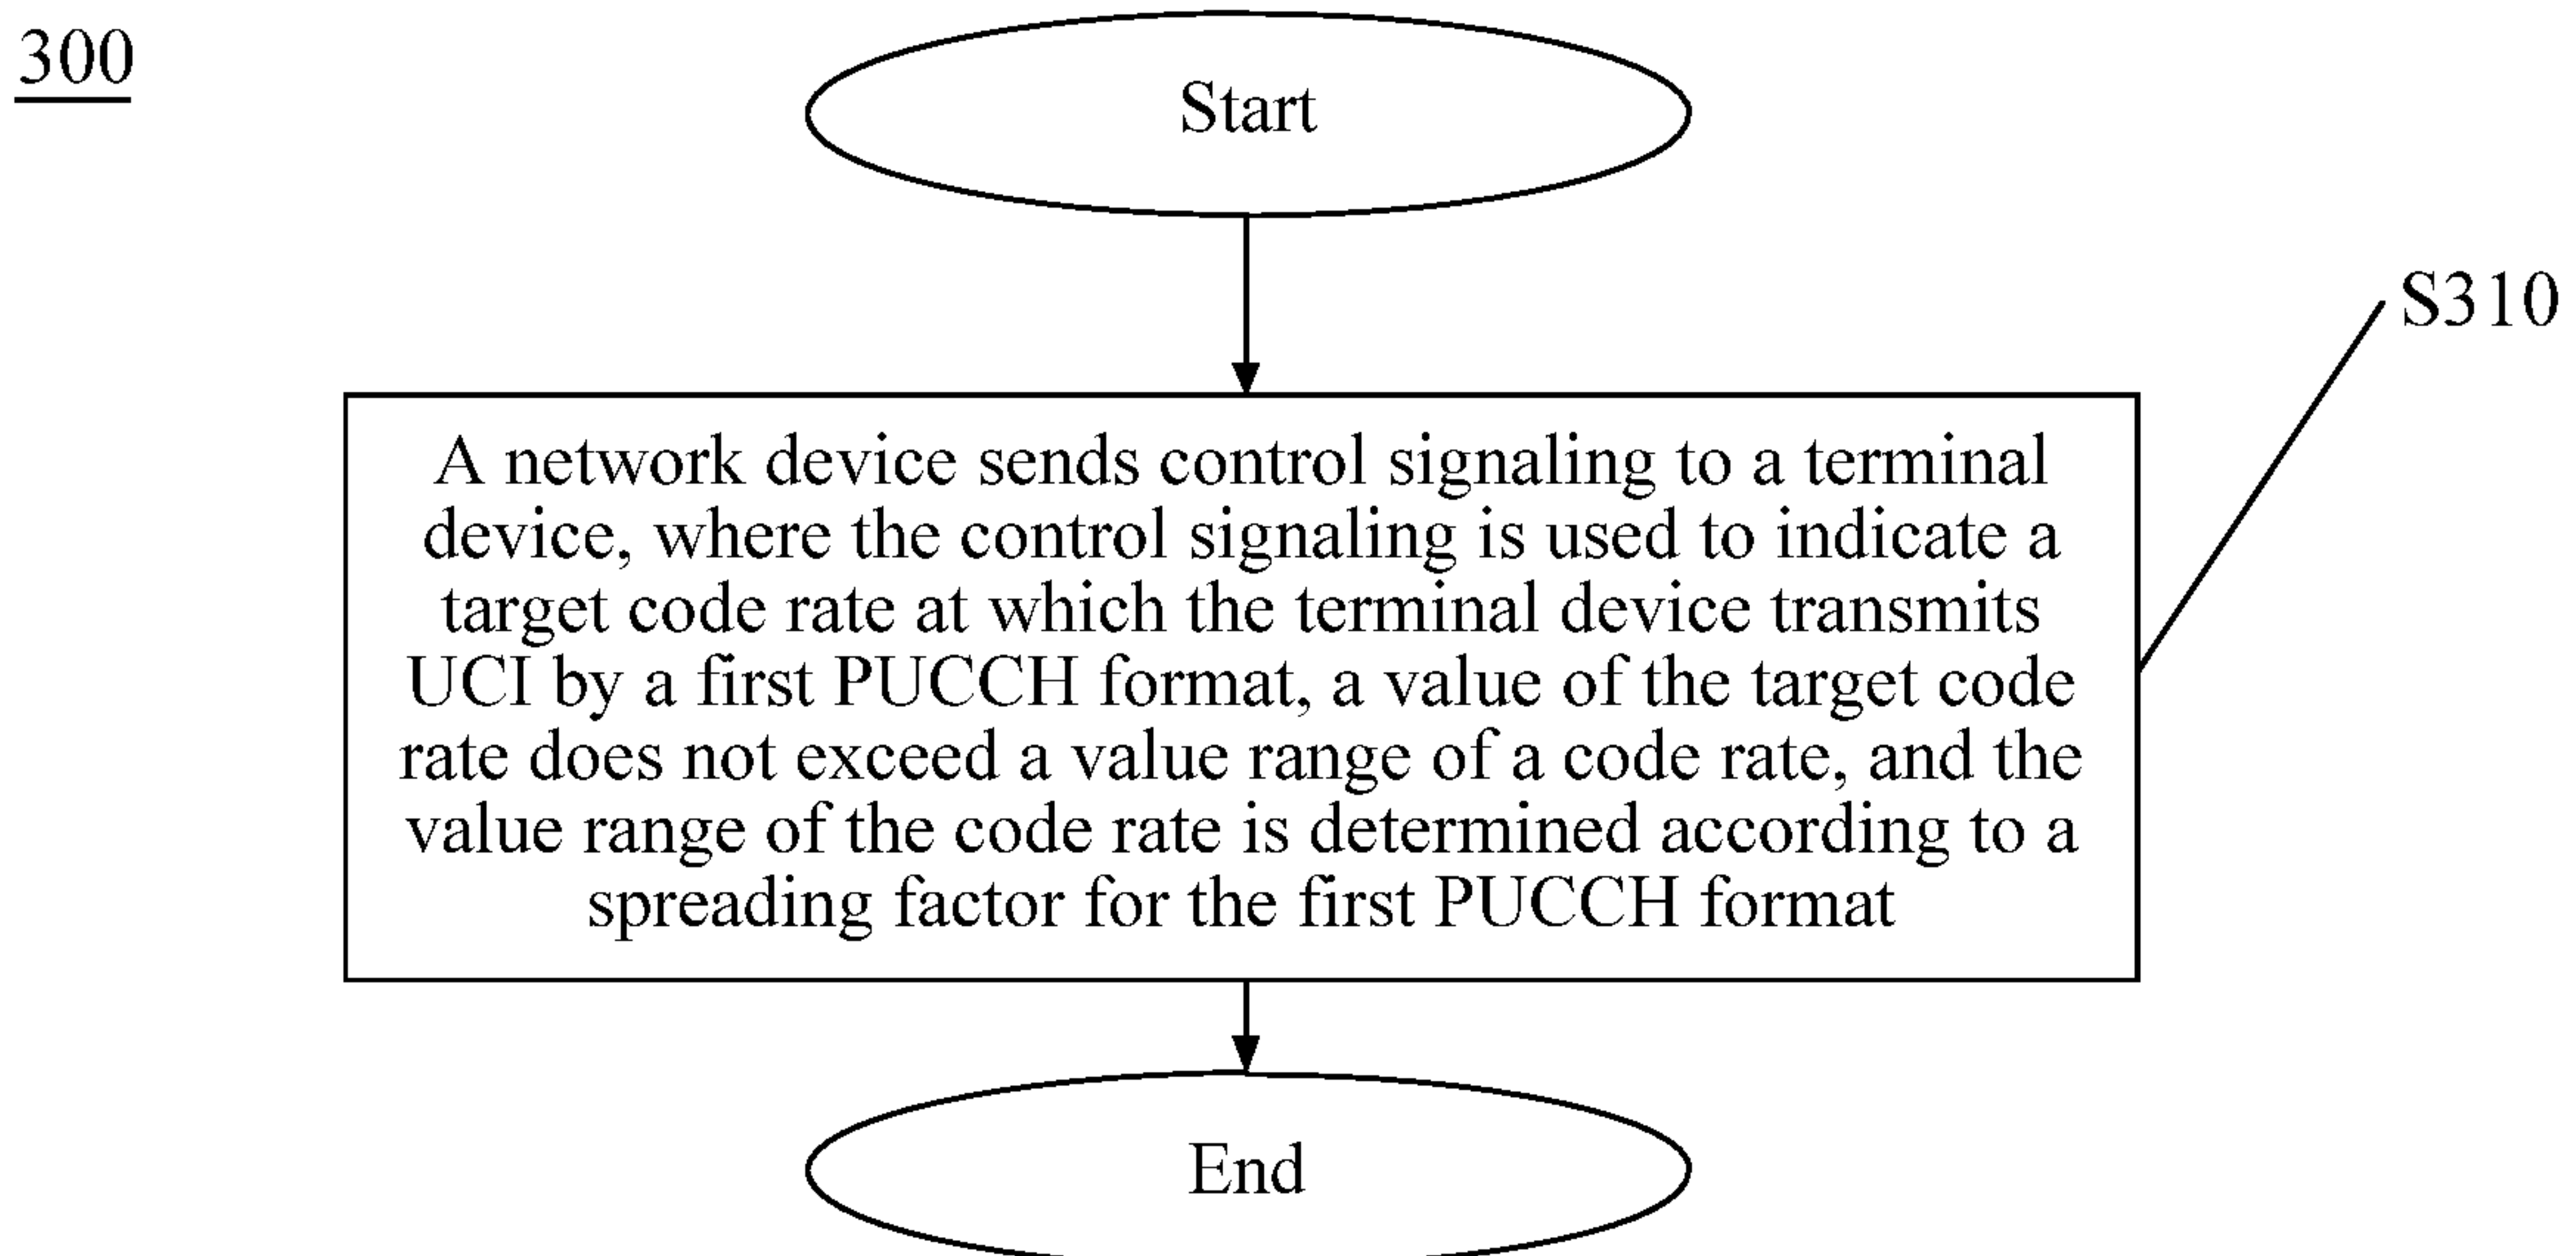 300
Start
S310
A network device sends control signaling to a terminal
device, where the control signaling is used to indicate a
target code rate at which the terminal device transmits
UCI by a first PUCCH format, a value of the target code
rate does not exceed a value range of a code rate, and the
value range of the code rate is determined according to a
spreading factor for the first PUCCH format
End